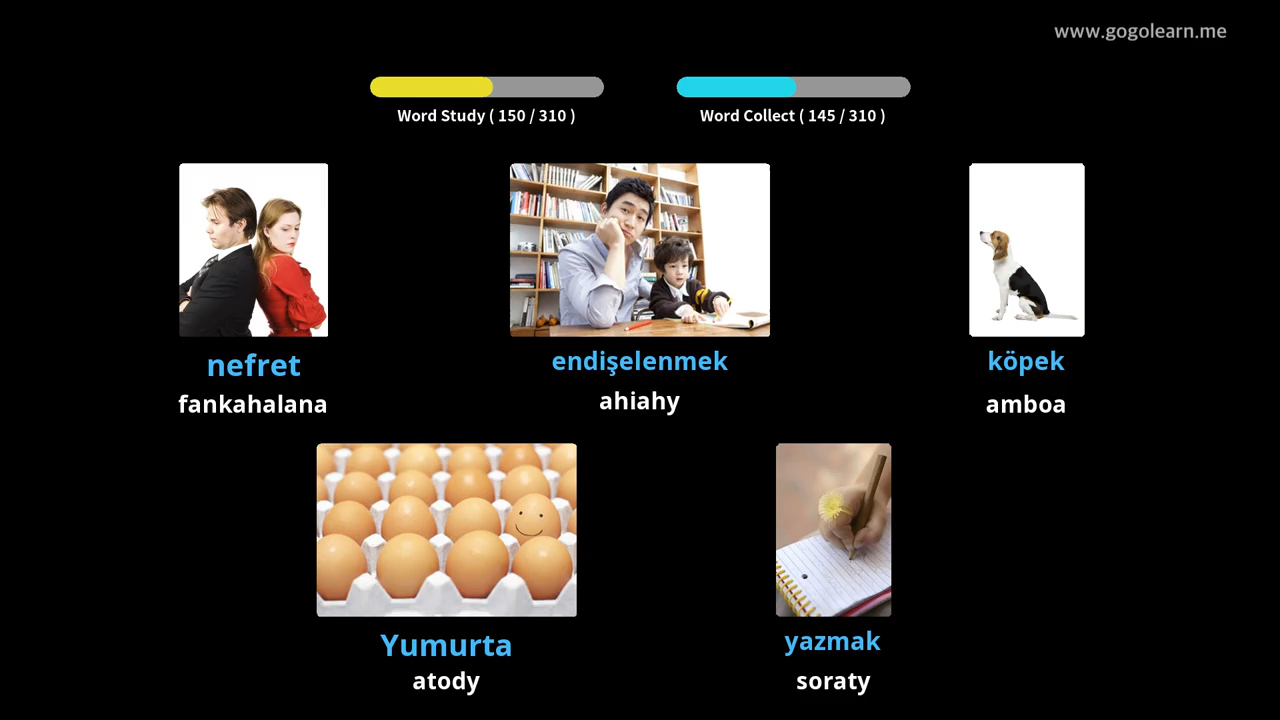 www.gogolearn.me
Word Study ( 150 / 310 )
Word Collect ( 145 / 310 )
nefret
fankahalana
endişelenmek
ahiahy
köpek
amboa
Yumurta
atody
yazmak
soraty